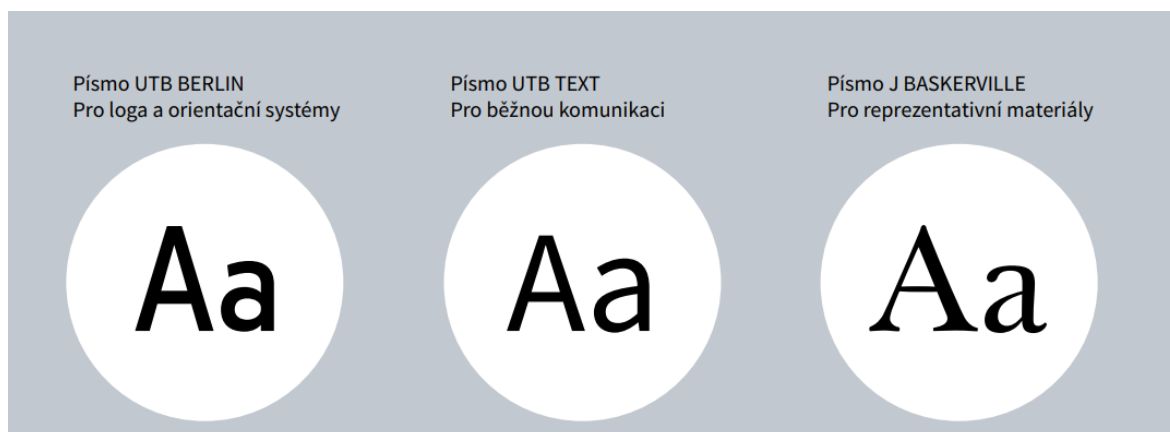 Písmo UTB BERLIN
Pro loga a orientační systémy
Aa
Písmo UTB TEXT
Pro běžnou komunikaci
Aa
Písmo J BASKERVILLE
Pro reprezentativní materiály
Aa